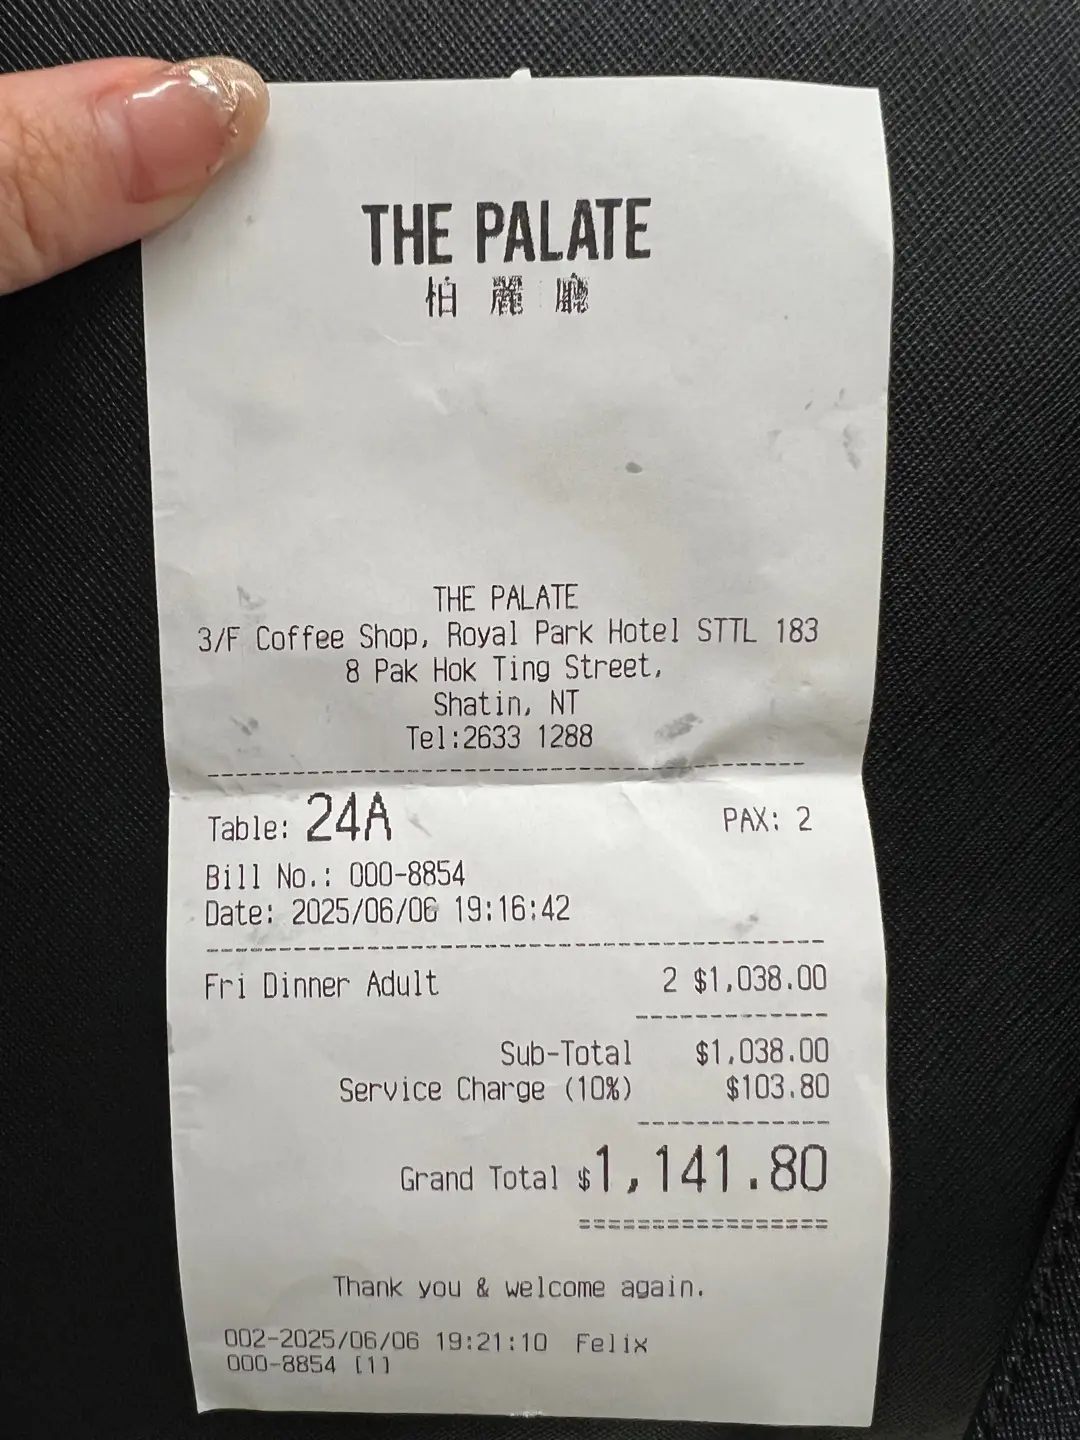 THE PALATE
柏麗廳
THE PALATE
3/F Coffee Shop, Royal Park Hotel STTL 183
8 Pak Hok Ting Street,
Shatin, NT
Tel:2633 1288
Table: 24A PAX: 2
Bill No.: 000-8854
Date: 2025/06/06 19:16:42
Fri Dinner Adult 2 $1,038.00
Sub-Total $1,038.00
Service Charge (10%) $103.80
Grand Total $1,141.80
Thank you & welcome again.
002-2025/06/06 19:21:10 Felix
000-8854 [1]